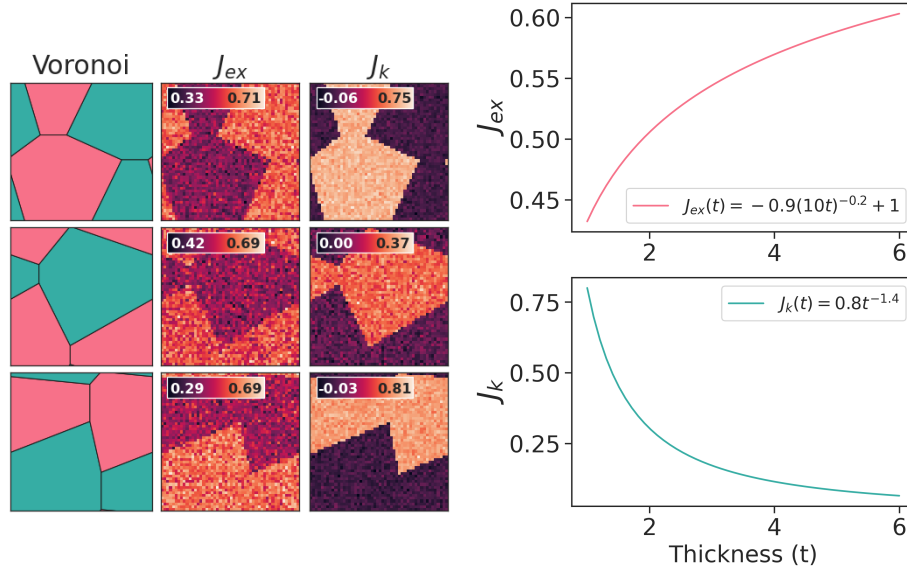 Voronoi J_ex J_k
0.33 0.71 -0.06 0.75
0.42 0.69 0.00 0.37
0.29 0.69 -0.03 0.81
0.60
0.55
0.50
0.45
J_ex
J_ex(t) = −0.9(10t)^−0.2 + 1
2 4 6
0.75
0.50
0.25
J_k
J_k(t) = 0.8t^−1.4
2 4 6
Thickness (t)